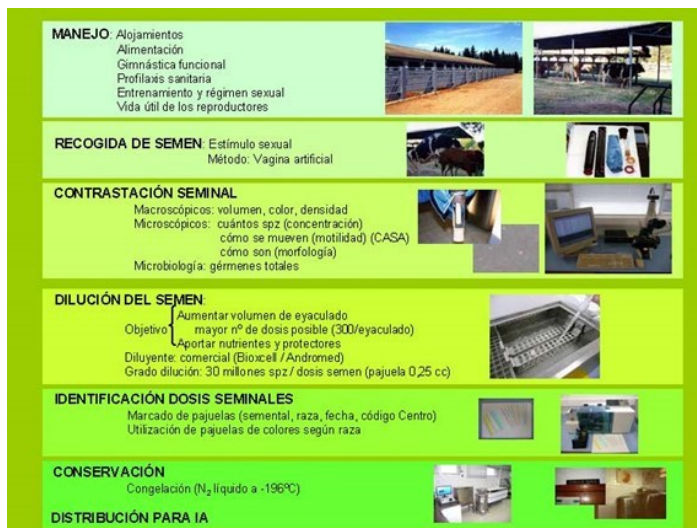 MANEJO: Alojamientos
Alimentación
Gimnástica funcional
Profilaxis sanitaria
Entrenamiento y régimen sexual
Vida útil de los reproductores
RECOGIDA DE SEMEN: Estímulo sexual
Método: Vagina artificial
CONTRASTACIÓN SEMINAL
Macroscópicos: volumen, color, densidad
Microscópicos: cuántos spz (concentración)
cómo se mueven (motilidad) (CASA)
cómo son (morfología)
Microbiología: gérmenes totales
DILUCIÓN DEL SEMEN:
Aumentar volumen de eyaculado
Objetivo mayor nº de dosis posible (300/eyaculado)
Aportar nutrientes y protectores
Diluyente: comercial (Bioxcell / Andromed)
Grado dilución: 30 millones spz / dosis semen (pajuela 0,25 cc)
IDENTIFICACIÓN DOSIS SEMINALES
Marcado de pajuelas (semental, raza, fecha, código Centro)
Utilización de pajuelas de colores según raza
CONSERVACIÓN
Congelación (N₂ líquido a -196ºC)
DISTRIBUCIÓN PARA IA